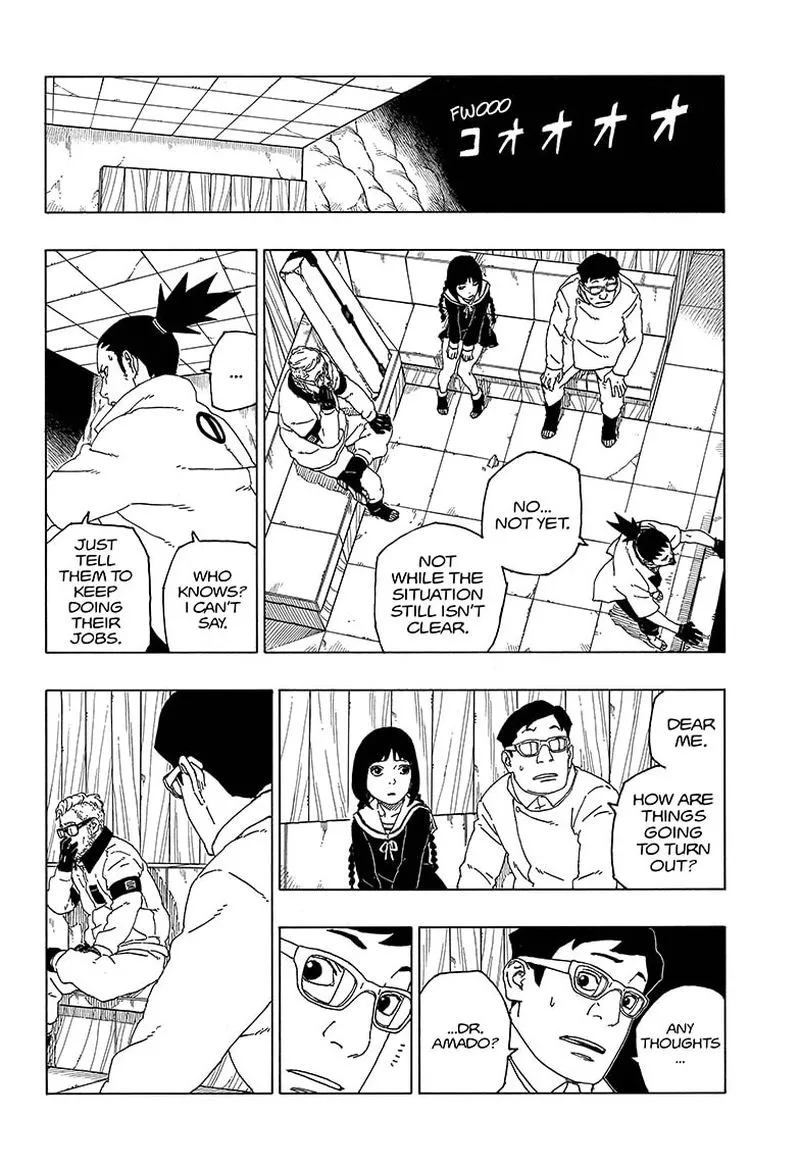 FWOOO
コオオオオ
NO...
NOT YET.
NOT
WHILE THE
SITUATION
STILL ISN'T
CLEAR.
...
WHO
KNOWS?
I CAN'T
SAY.
JUST
TELL
THEM TO
KEEP
DOING
THEIR
JOBS.
DEAR
ME.
HOW ARE
THINGS
GOING
TO TURN
OUT?
ANY
THOUGHTS
...
...DR.
AMADO?